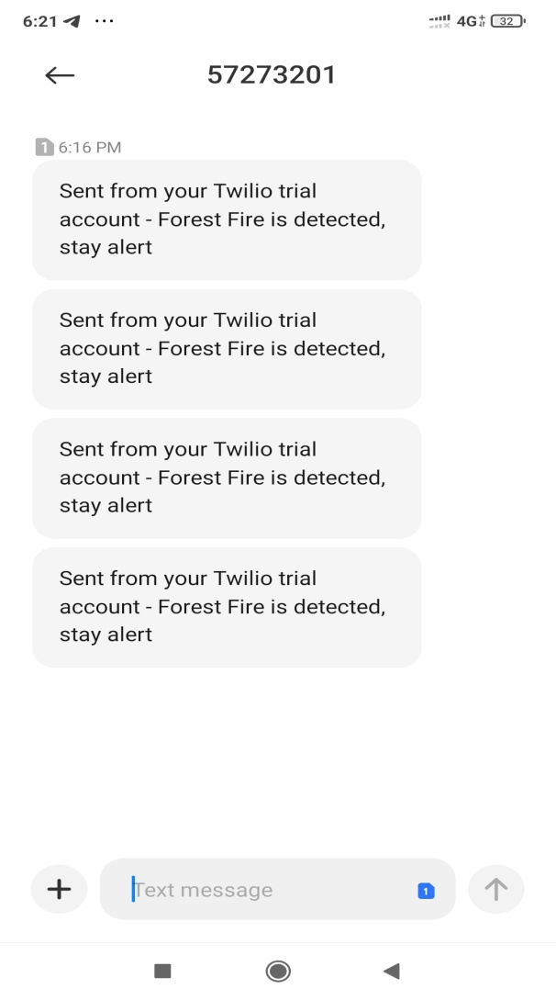 6:21 ... 4G+ 32
57273201
1 6:16 PM
Sent from your Twilio trial
account - Forest Fire is detected,
stay alert
Sent from your Twilio trial
account - Forest Fire is detected,
stay alert
Sent from your Twilio trial
account - Forest Fire is detected,
stay alert
Sent from your Twilio trial
account - Forest Fire is detected,
stay alert
Text message 1